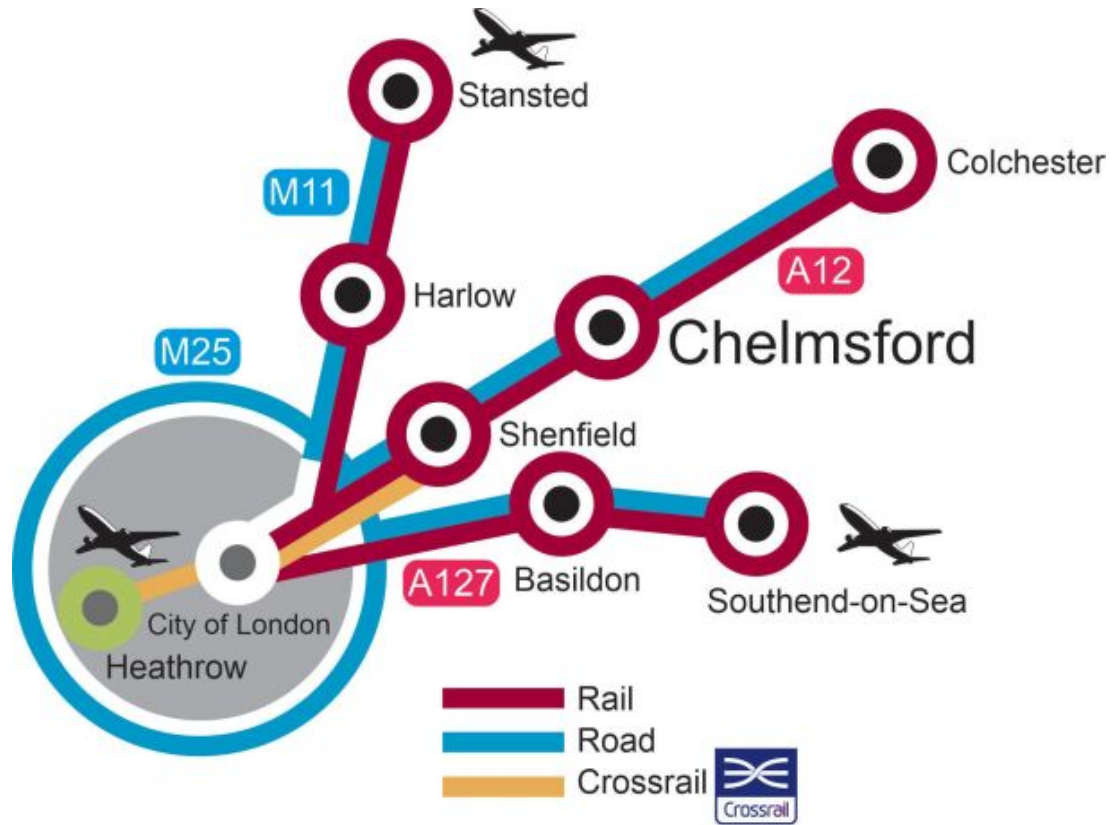 Stansted
Colchester
M11
A12
Harlow
Chelmsford
M25
Shenfield
A127
Basildon
Southend-on-Sea
City of London
Heathrow
Rail
Road
Crossrail
Crossrail